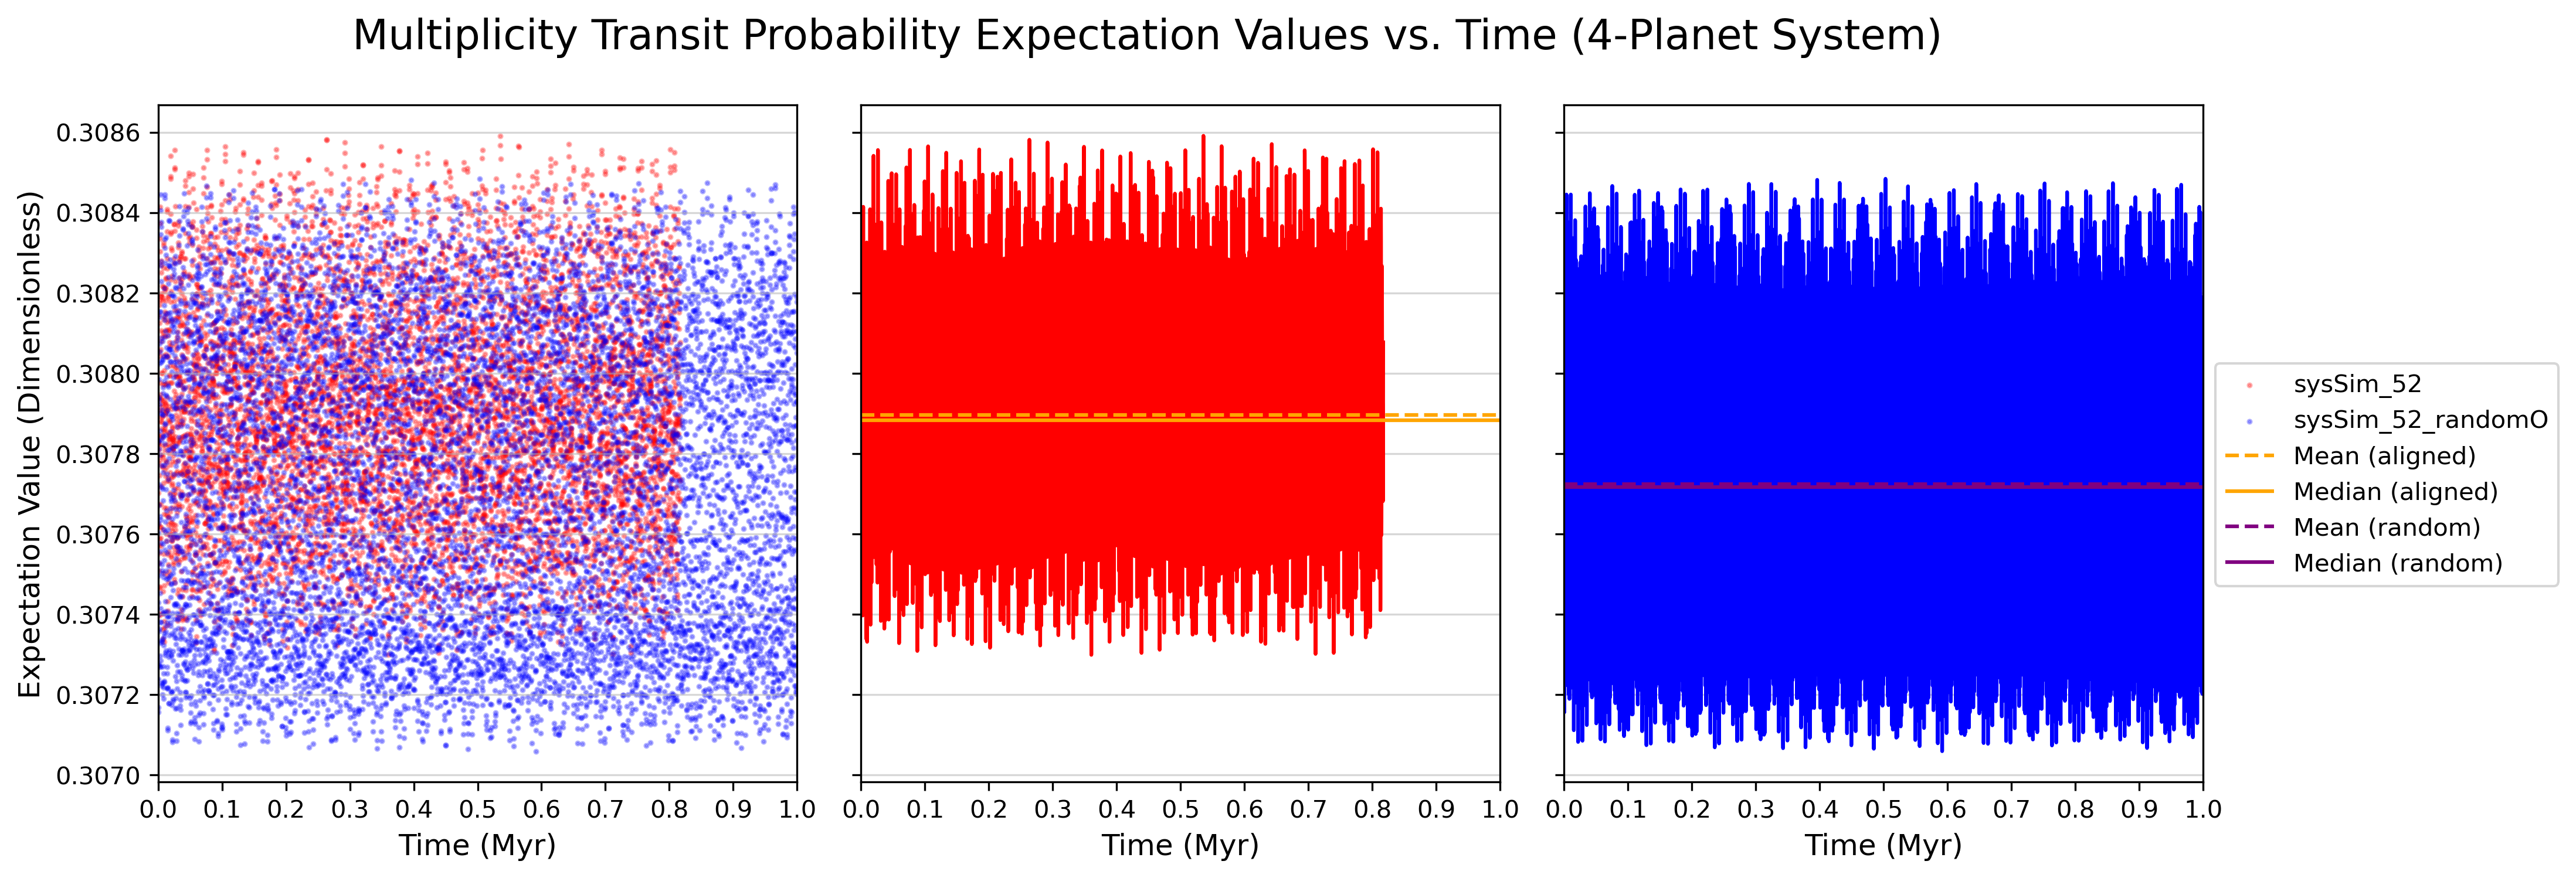 Multiplicity Transit Probability Expectation Values vs. Time (4-Planet System)
Expectation Value (Dimensionless)
0.3086
0.3084
0.3082
0.3080
0.3078
0.3076
0.3074
0.3072
0.3070
0.0 0.1 0.2 0.3 0.4 0.5 0.6 0.7 0.8 0.9 1.0
Time (Myr)
0.0 0.1 0.2 0.3 0.4 0.5 0.6 0.7 0.8 0.9 1.0
Time (Myr)
0.0 0.1 0.2 0.3 0.4 0.5 0.6 0.7 0.8 0.9 1.0
Time (Myr)
sysSim_52
sysSim_52_randomO
Mean (aligned)
Median (aligned)
Mean (random)
Median (random)